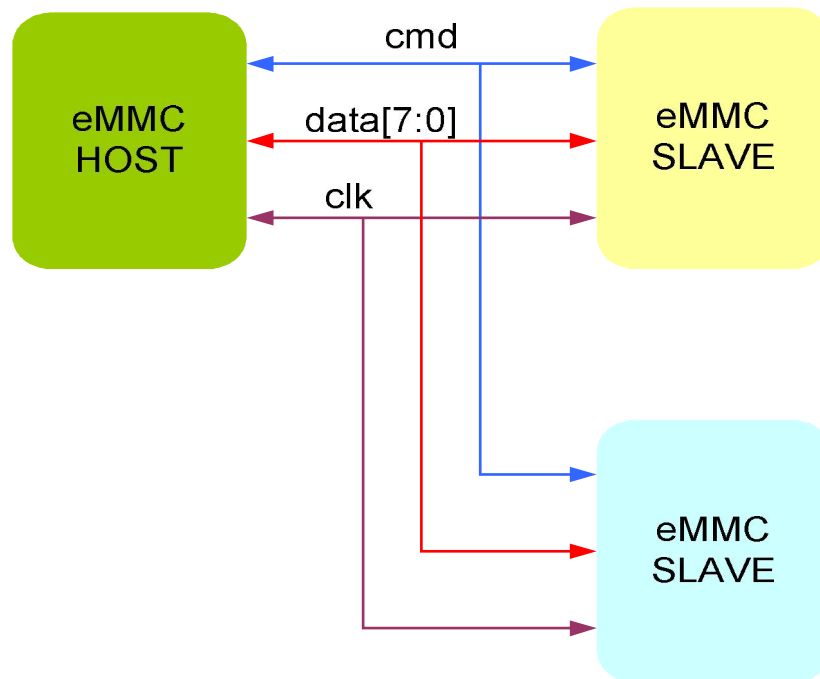 cmd
eMMC
HOST
data[7:0]
clk
eMMC
SLAVE
eMMC
SLAVE